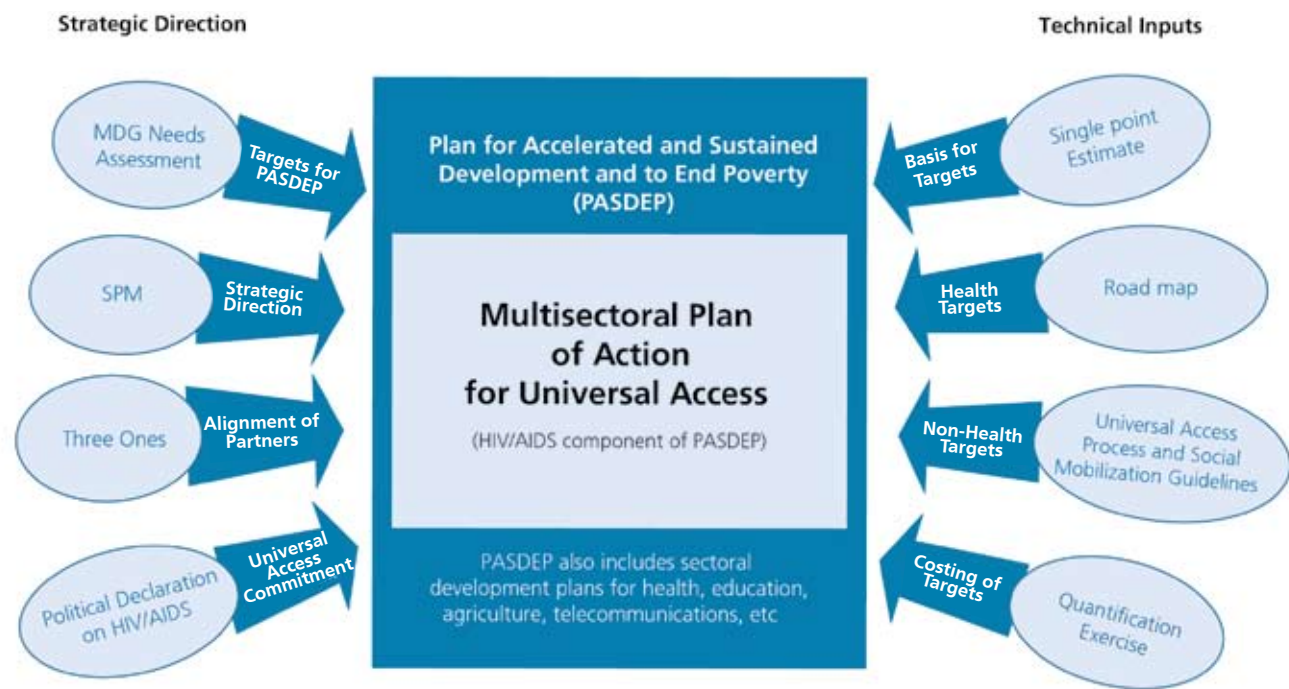 Strategic Direction
Technical Inputs
MDG Needs
Assessment
Targets for
PASDEP
SPM
Strategic
Direction
Three Ones
Alignment of
Partners
Political Declaration
on HIV/AIDS
Universal
Access
Commitment
Plan for Accelerated and Sustained
Development and to End Poverty
(PASDEP)
Multisectoral Plan
of Action
for Universal Access
(HIV/AIDS component of PASDEP)
PASDEP also includes sectoral
development plans for health, education,
agriculture, telecommunications, etc
Basis for
Targets
Single point
Estimate
Health
Targets
Road map
Non-Health
Targets
Universal Access
Process and Social
Mobilization Guidelines
Costing of
Targets
Quantification
Exercise